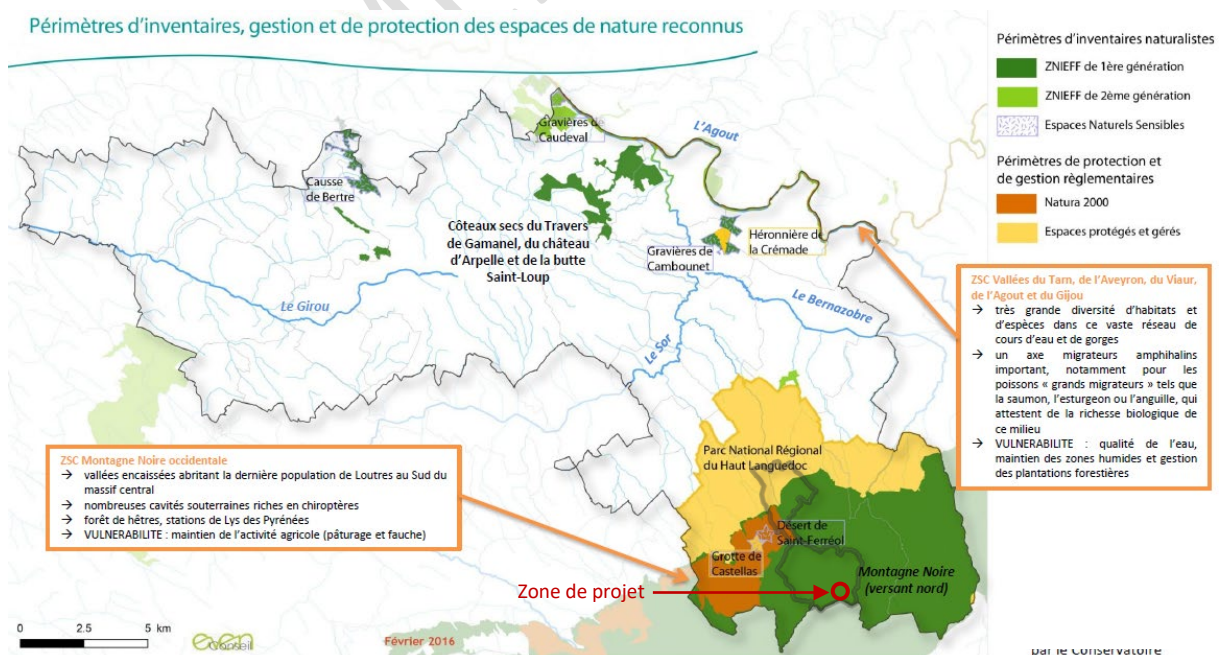 Périmètres d'inventaires, gestion et de protection des espaces de nature reconnus
Périmètres d'inventaires naturalistes
ZNIEFF de 1ère génération
ZNIEFF de 2ème génération
Espaces Naturels Sensibles
Périmètres de protection et
de gestion règlementaires
Natura 2000
Espaces protégés et gérés
Gravières de
Caudeval
L'Agout
Causse
de Bertre
Côteaux secs du Travers
de Gamanel, du château
d'Arpelle et de la butte
Saint-Loup
Gravières de
Cambounet
Héronnière de
la Crémade
Le Girou
Le Sor
Le Bernazobre
ZSC Vallées du Tarn, de l'Aveyron, du Viaur,
de l'Agout et du Gijou
→ très grande diversité d'habitats et
d'espèces dans ce vaste réseau de
cours d'eau et de gorges
→ un axe migrateurs amphihalins
important, notamment pour les
poissons « grands migrateurs » tels que
la saumon, l'esturgeon ou l'anguille, qui
attestent de la richesse biologique de
ce milieu
→ VULNERABILITE : qualité de l'eau,
maintien des zones humides et gestion
des plantations forestières
ZSC Montagne Noire occidentale
→ vallées encaissées abritant la dernière population de Loutres au Sud du
massif central
→ nombreuses cavités souterraines riches en chiroptères
→ forêt de hêtres, stations de Lys des Pyrénées
→ VULNERABILITE : maintien de l'activité agricole (pâturage et fauche)
Parc National Régional
du Haut Languedoc
Désert de
Saint-Ferréol
Grotte de
Castellas
Montagne Noire
(versant nord)
Zone de projet
0 2.5 5 km
even
Conseil
Février 2016
par le Conservatoire